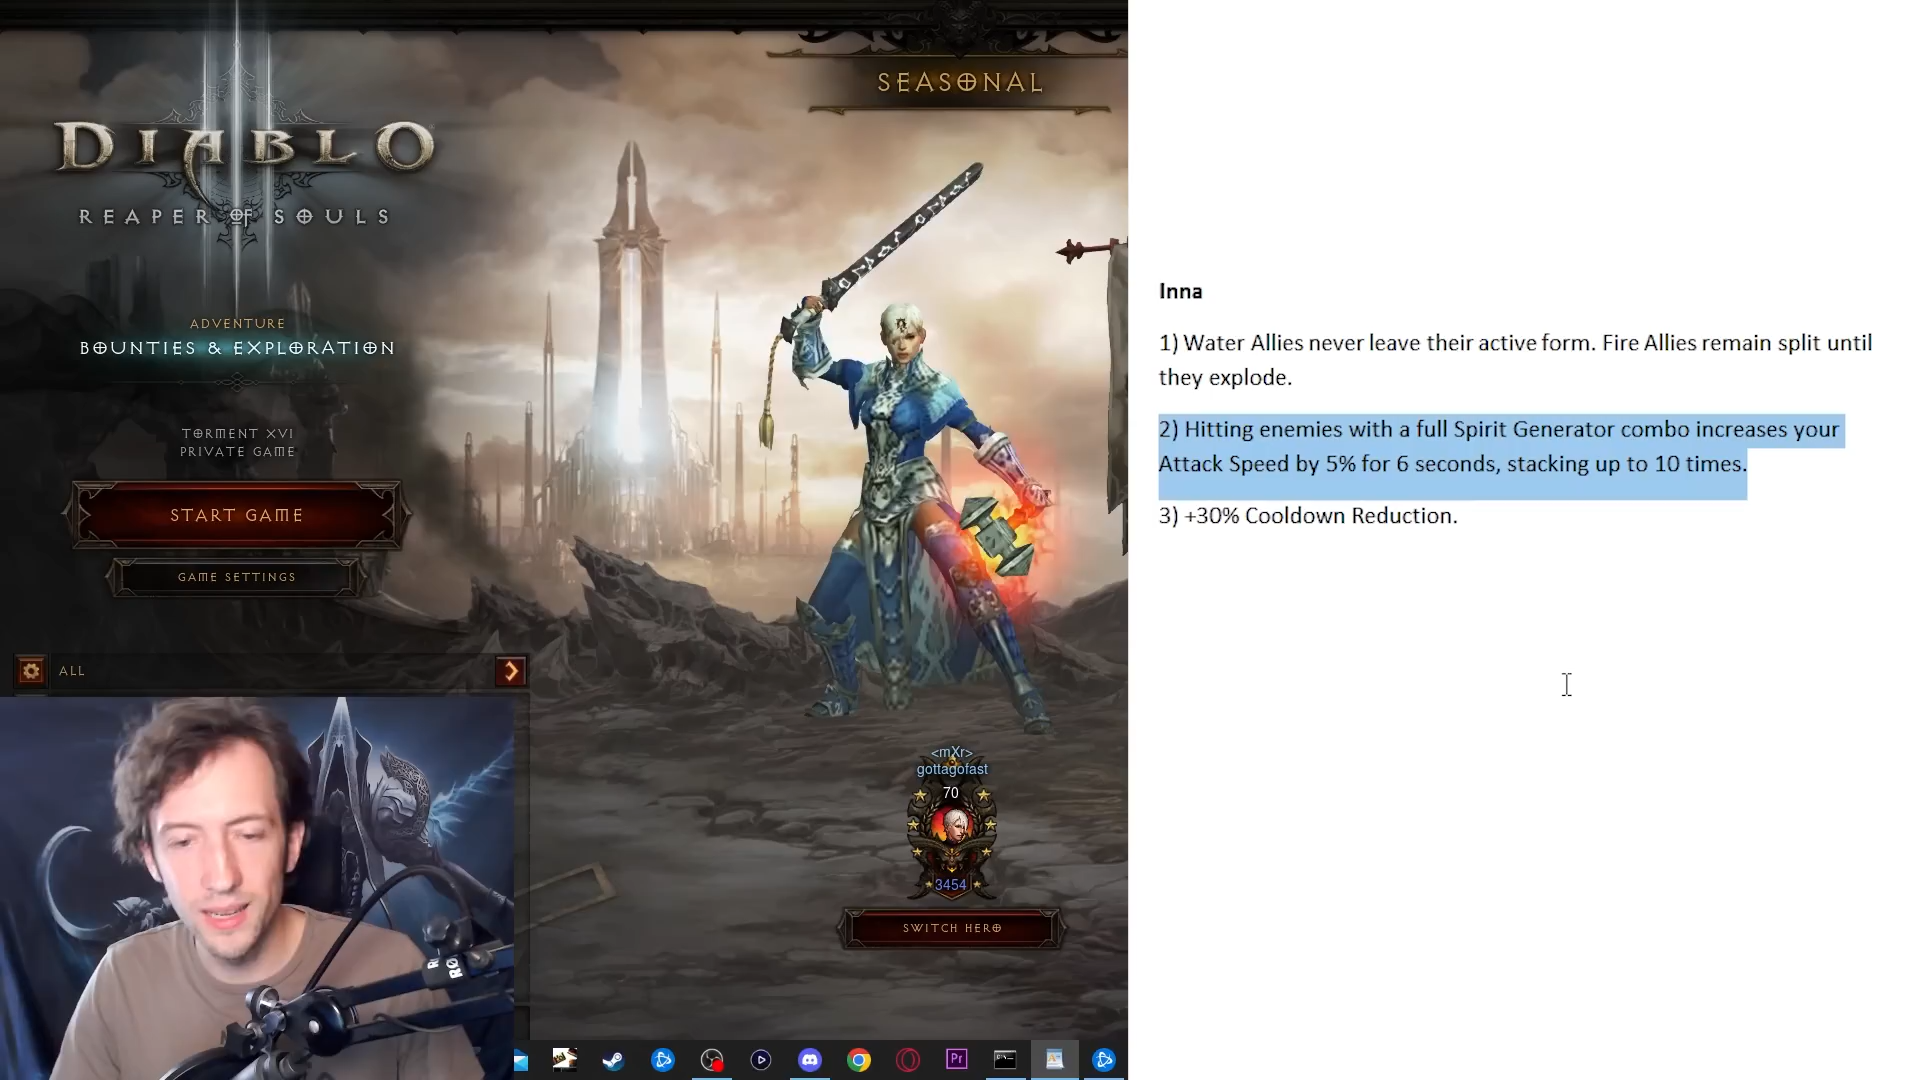 SEASONAL
DIABLO
REAPER OF SOULS
ADVENTURE
BOUNTIES & EXPLORATION
TORMENT XVI
PRIVATE GAME
START GAME
GAME SETTINGS
ALL
<mXr>
gottagofast
70
3454
SWITCH HERO
Inna
1) Water Allies never leave their active form. Fire Allies remain split until
they explode.
2) Hitting enemies with a full Spirit Generator combo increases your
Attack Speed by 5% for 6 seconds, stacking up to 10 times.
3) +30% Cooldown Reduction.
Pr